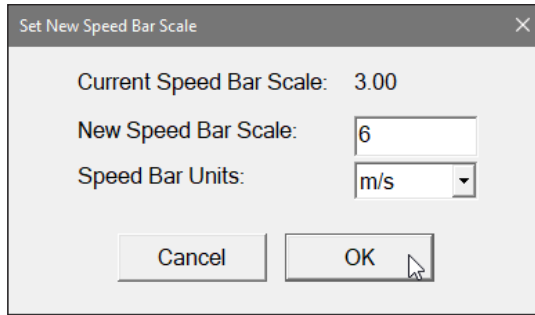 Set New Speed Bar Scale
Current Speed Bar Scale: 3.00
New Speed Bar Scale: 6
Speed Bar Units: m/s
Cancel OK